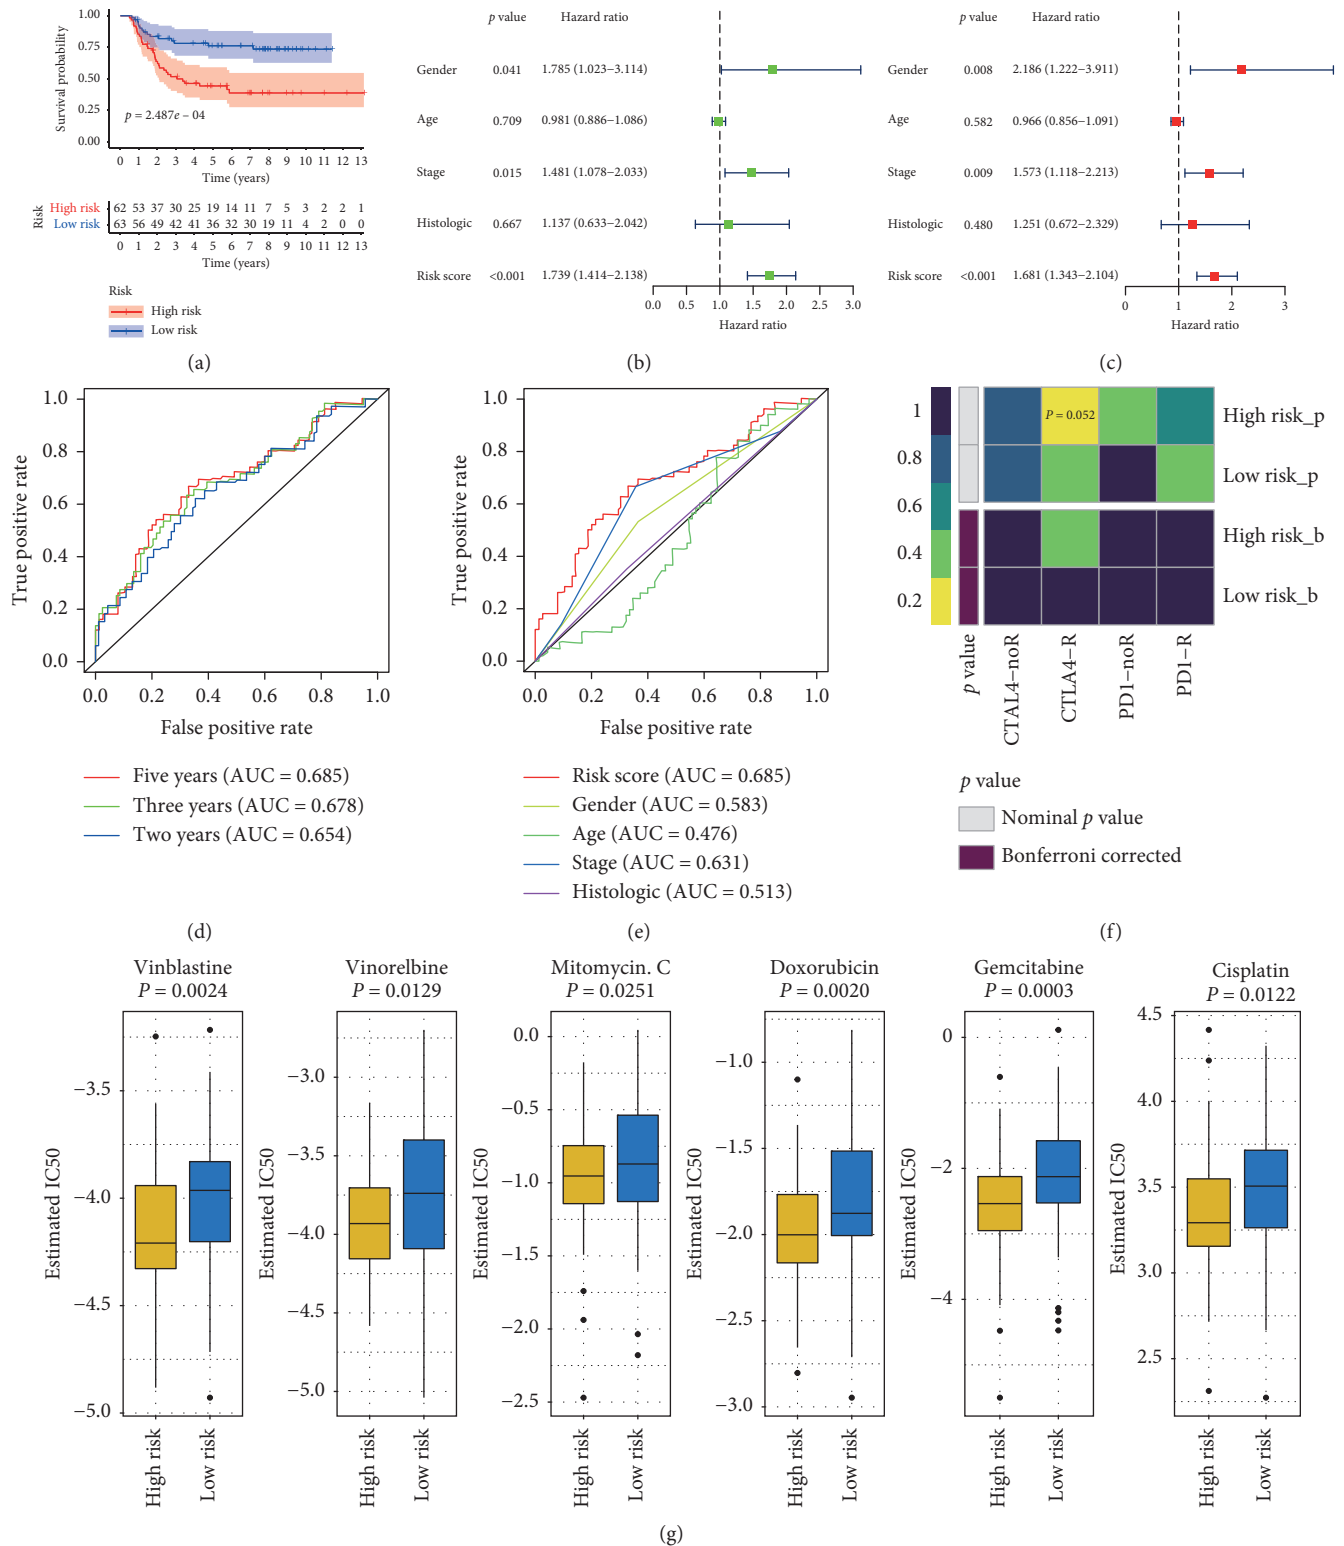 1.00
0.75
0.50
0.25
0.00
Survival probability
p = 2.487e – 04
0 1 2 3 4 5 6 7 8 9 10 11 12 13
Time (years)
Risk
High risk 62 53 37 30 25 19 14 11 7 5 3 2 2 1
Low risk 63 56 49 42 41 36 32 30 19 11 4 2 0 0
0 1 2 3 4 5 6 7 8 9 10 11 12 13
Time (years)
Risk
High risk
Low risk
(a)
p value Hazard ratio
Gender 0.041 1.785 (1.023–3.114)
Age 0.709 0.981 (0.886–1.086)
Stage 0.015 1.481 (1.078–2.033)
Histologic 0.667 1.137 (0.633–2.042)
Risk score <0.001 1.739 (1.414–2.138)
0.0 0.5 1.0 1.5 2.0 2.5 3.0
Hazard ratio
(b)
p value Hazard ratio
Gender 0.008 2.186 (1.222–3.911)
Age 0.582 0.966 (0.856–1.091)
Stage 0.009 1.573 (1.118–2.213)
Histologic 0.480 1.251 (0.672–2.329)
Risk score <0.001 1.681 (1.343–2.104)
0 1 2 3
Hazard ratio
(c)
1.0
0.8
0.6
0.4
0.2
0.0
True positive rate
0.0 0.2 0.4 0.6 0.8 1.0
False positive rate
Five years (AUC = 0.685)
Three years (AUC = 0.678)
Two years (AUC = 0.654)
(d)
1.0
0.8
0.6
0.4
0.2
0.0
True positive rate
0.0 0.2 0.4 0.6 0.8 1.0
False positive rate
Risk score (AUC = 0.685)
Gender (AUC = 0.583)
Age (AUC = 0.476)
Stage (AUC = 0.631)
Histologic (AUC = 0.513)
(e)
1
0.8
0.6
0.4
0.2
P = 0.052
High risk_p
Low risk_p
High risk_b
Low risk_b
p value
CTAL4–noR
CTLA4–R
PD1–noR
PD1–R
p value
Nominal p value
Bonferroni corrected
(f)
Vinblastine
P = 0.0024
−3.5
−4.0
−4.5
−5.0
Estimated IC50
High risk
Low risk
Vinorelbine
P = 0.0129
−3.0
−3.5
−4.0
−4.5
−5.0
Estimated IC50
High risk
Low risk
Mitomycin. C
P = 0.0251
0.0
−0.5
−1.0
−1.5
−2.0
−2.5
Estimated IC50
High risk
Low risk
Doxorubicin
P = 0.0020
−1.0
−1.5
−2.0
−2.5
−3.0
Estimated IC50
High risk
Low risk
Gemcitabine
P = 0.0003
0
−2
−4
Estimated IC50
High risk
Low risk
Cisplatin
P = 0.0122
4.5
4.0
3.5
3.0
2.5
Estimated IC50
High risk
Low risk
(g)